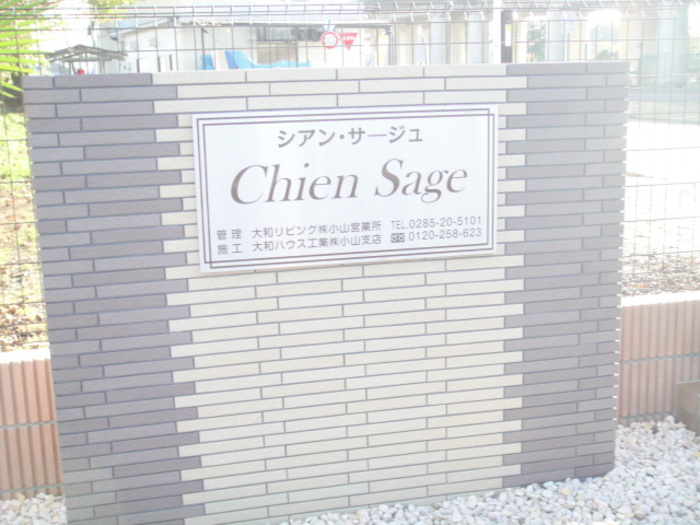 シアン・サージュ
Chien Sage
管理 大和リビング㈱小山営業所 TEL.0285-20-5101
施工 大和ハウス工業㈱小山支店 0120-258-623